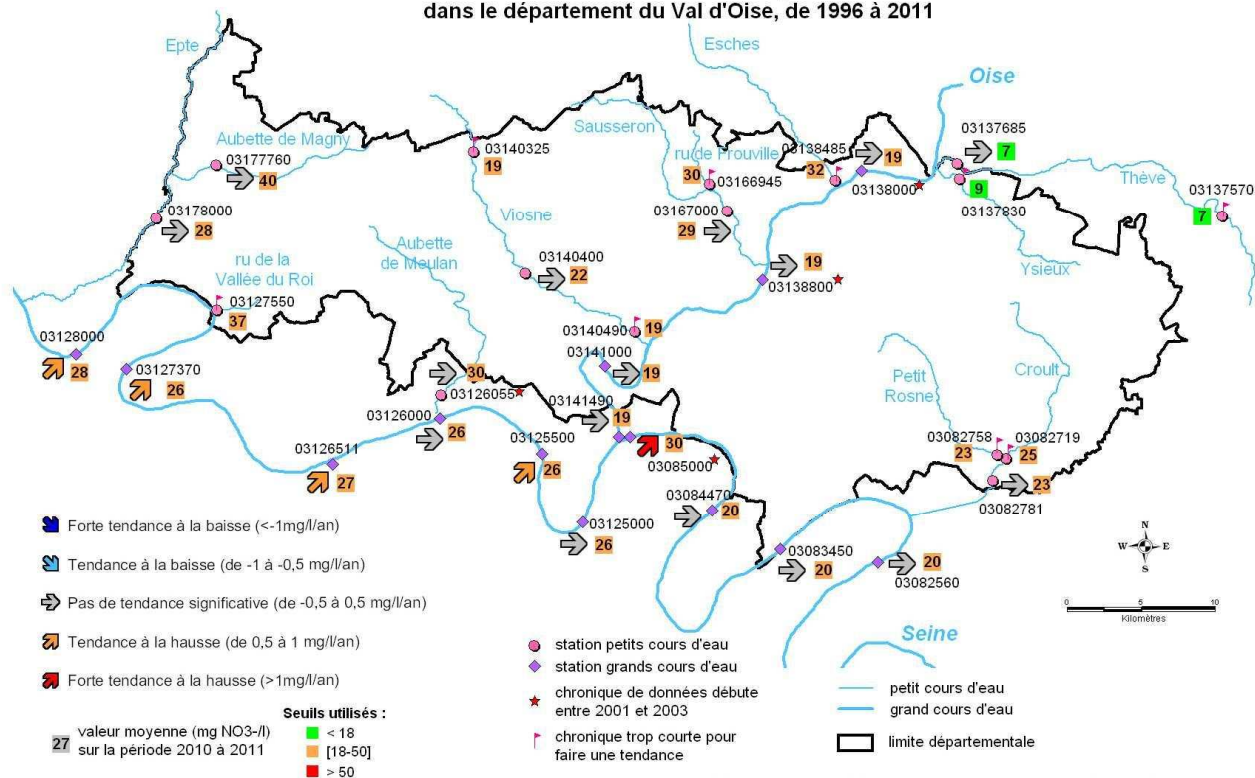 dans le département du Val d'Oise, de 1996 à 2011
Epte
Esches
Oise
Aubette de Magny
Sausseron
03137685
7
03177760
40
03140325
19
ru de Frouville
03138485
19
30
03166945
32
03138000
9
03137830
Thève
03137570
7
03178000
28
Viosne
03167000
29
Aubette
de Meulan
ru de la
Vallée du Roi
03140400
22
19
03138800
Ysieux
03127550
37
03128000
28
03140490
19
03141000
19
03127370
26
30
03126055
03126000
26
03141490
19
Petit
Rosne
Croult
03125500
26
30
03085000
03126511
27
03082758
23
03082719
25
23
03082781
03084470
20
03125000
26
03083450
20
20
03082560
Forte tendance à la baisse (<-1mg/l/an)
Tendance à la baisse (de -1 à -0,5 mg/l/an)
Pas de tendance significative (de -0,5 à 0,5 mg/l/an)
Tendance à la hausse (de 0,5 à 1 mg/l/an)
Forte tendance à la hausse (>1mg/l/an)
27
valeur moyenne (mg NO3-/l)
sur la période 2010 à 2011
Seuils utilisés :
< 18
[18-50]
> 50
station petits cours d'eau
station grands cours d'eau
chronique de données débute
entre 2001 et 2003
chronique trop courte pour
faire une tendance
Seine
petit cours d'eau
grand cours d'eau
limite départementale
N
W E
S
0 5 10
Kilomètres